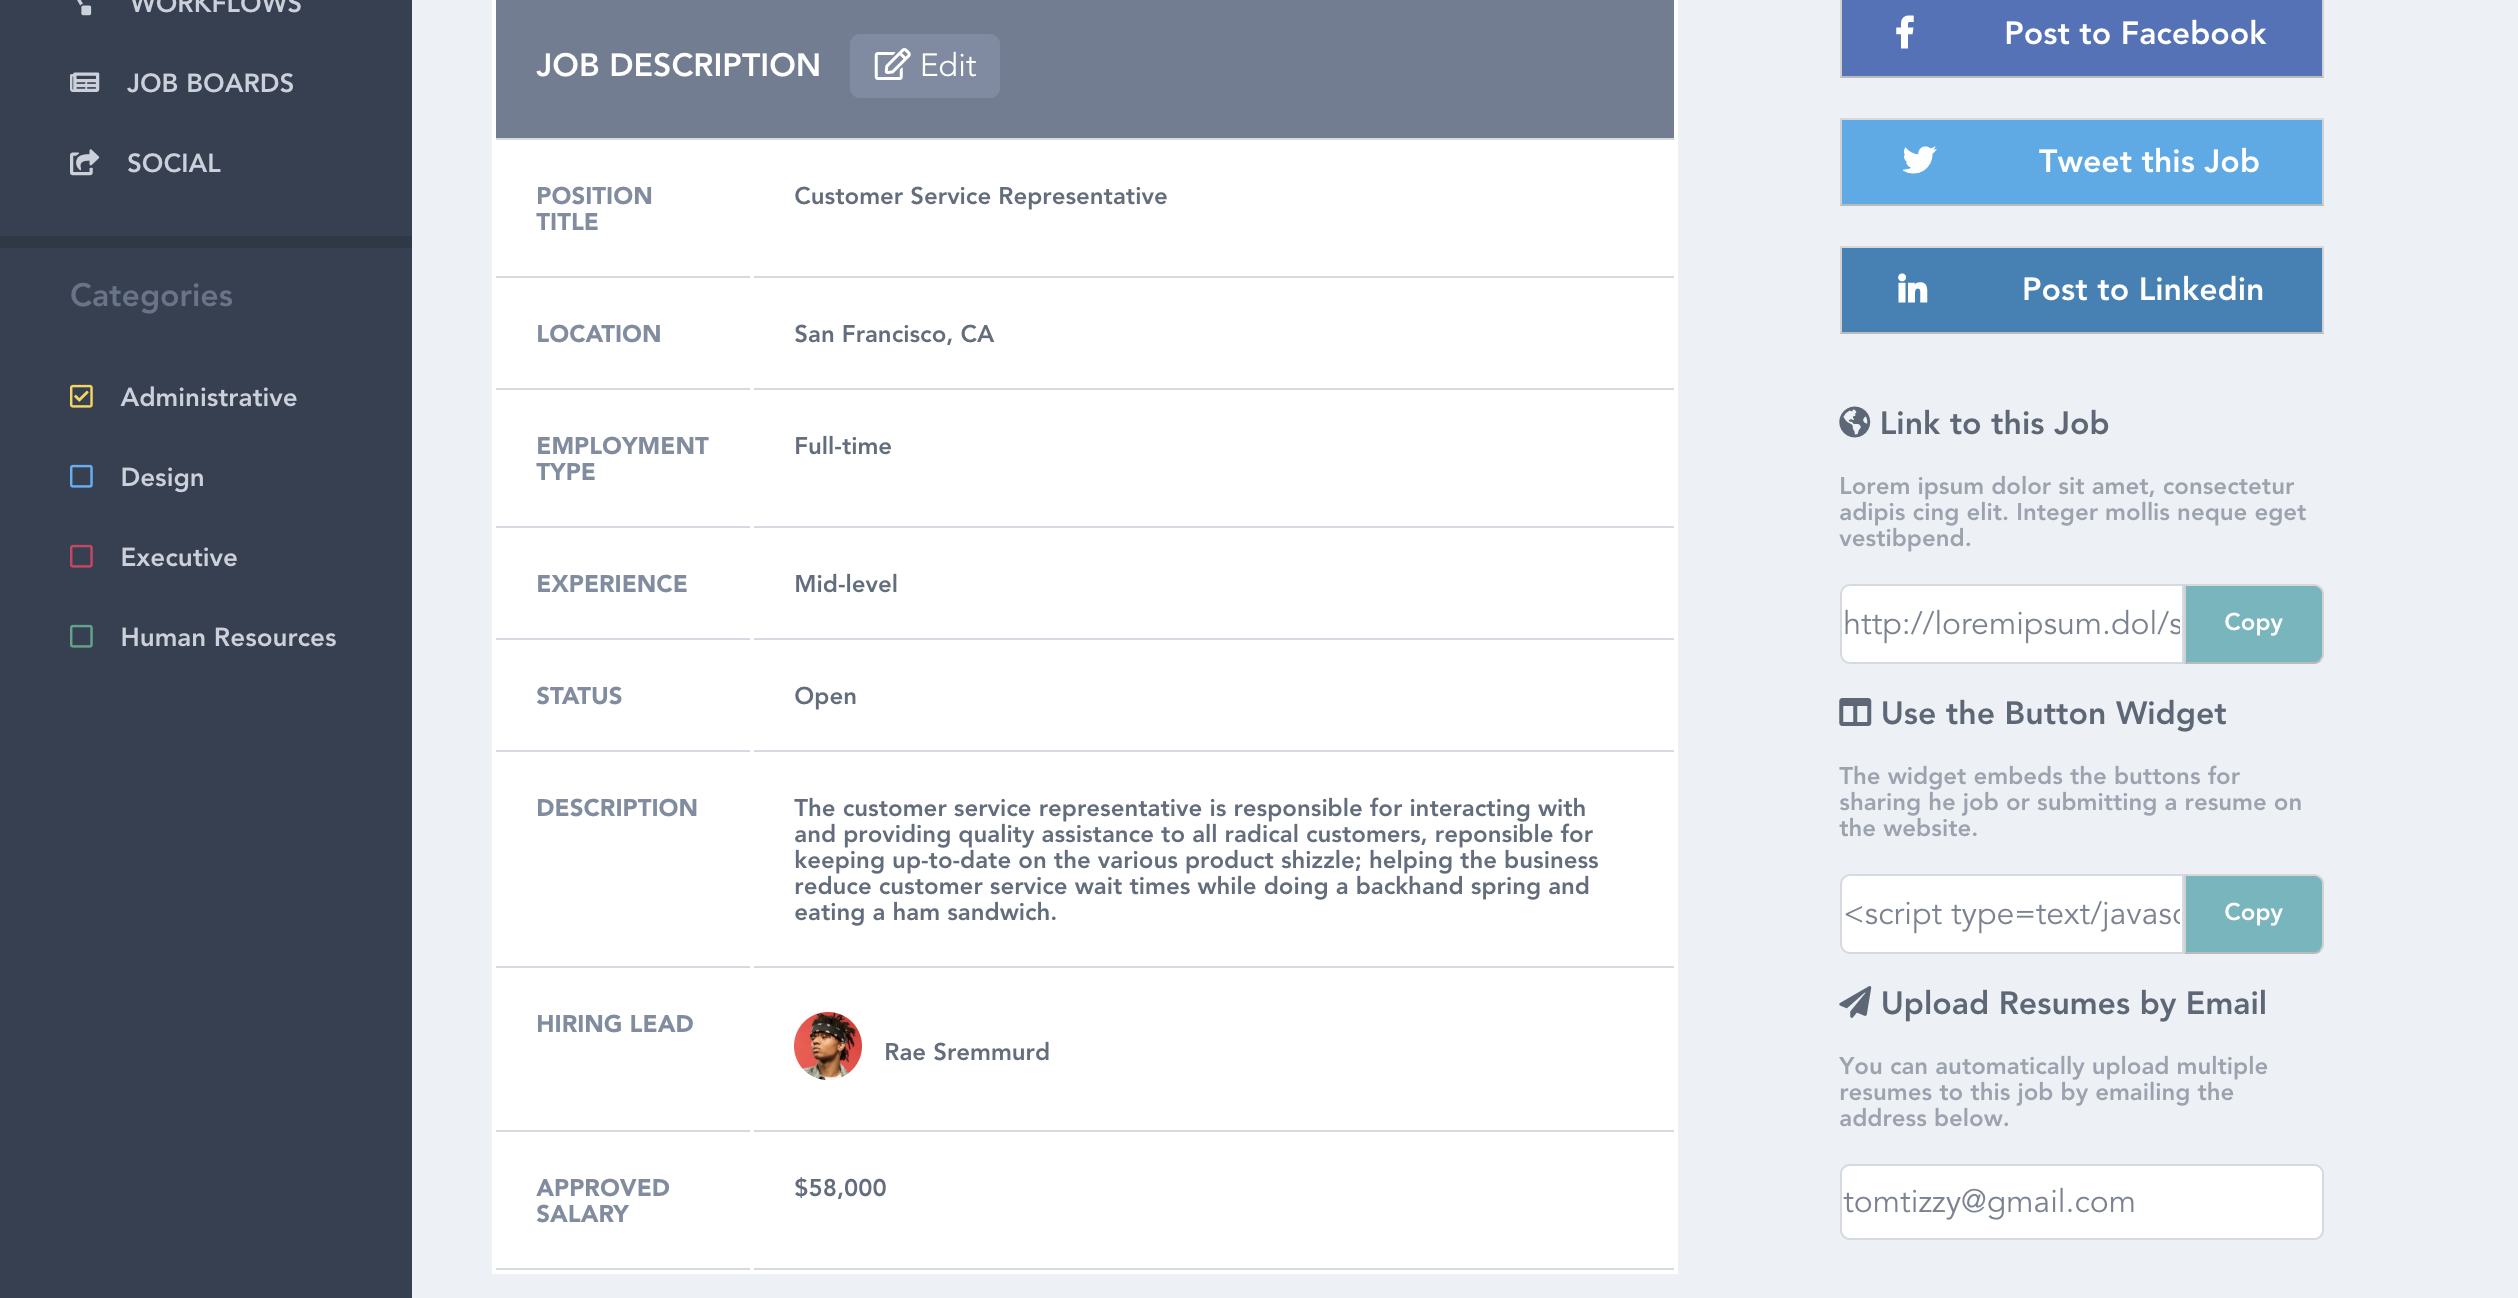 WORKFLOWS
JOB BOARDS
SOCIAL
Categories
Administrative
Design
Executive
Human Resources
JOB DESCRIPTION
Edit
POSITION
TITLE
Customer Service Representative
LOCATION
San Francisco, CA
EMPLOYMENT
TYPE
Full-time
EXPERIENCE
Mid-level
STATUS
Open
DESCRIPTION
The customer service representative is responsible for interacting with
and providing quality assistance to all radical customers, reponsible for
keeping up-to-date on the various product shizzle; helping the business
reduce customer service wait times while doing a backhand spring and
eating a ham sandwich.
HIRING LEAD
Rae Sremmurd
APPROVED
SALARY
$58,000
Post to Facebook
Tweet this Job
Post to Linkedin
Link to this Job
Lorem ipsum dolor sit amet, consectetur
adipis cing elit. Integer mollis neque eget
vestibpend.
http://loremipsum.dol/s
Copy
Use the Button Widget
The widget embeds the buttons for
sharing he job or submitting a resume on
the website.
<script type=text/javasc
Copy
Upload Resumes by Email
You can automatically upload multiple
resumes to this job by emailing the
address below.
tomtizzy@gmail.com